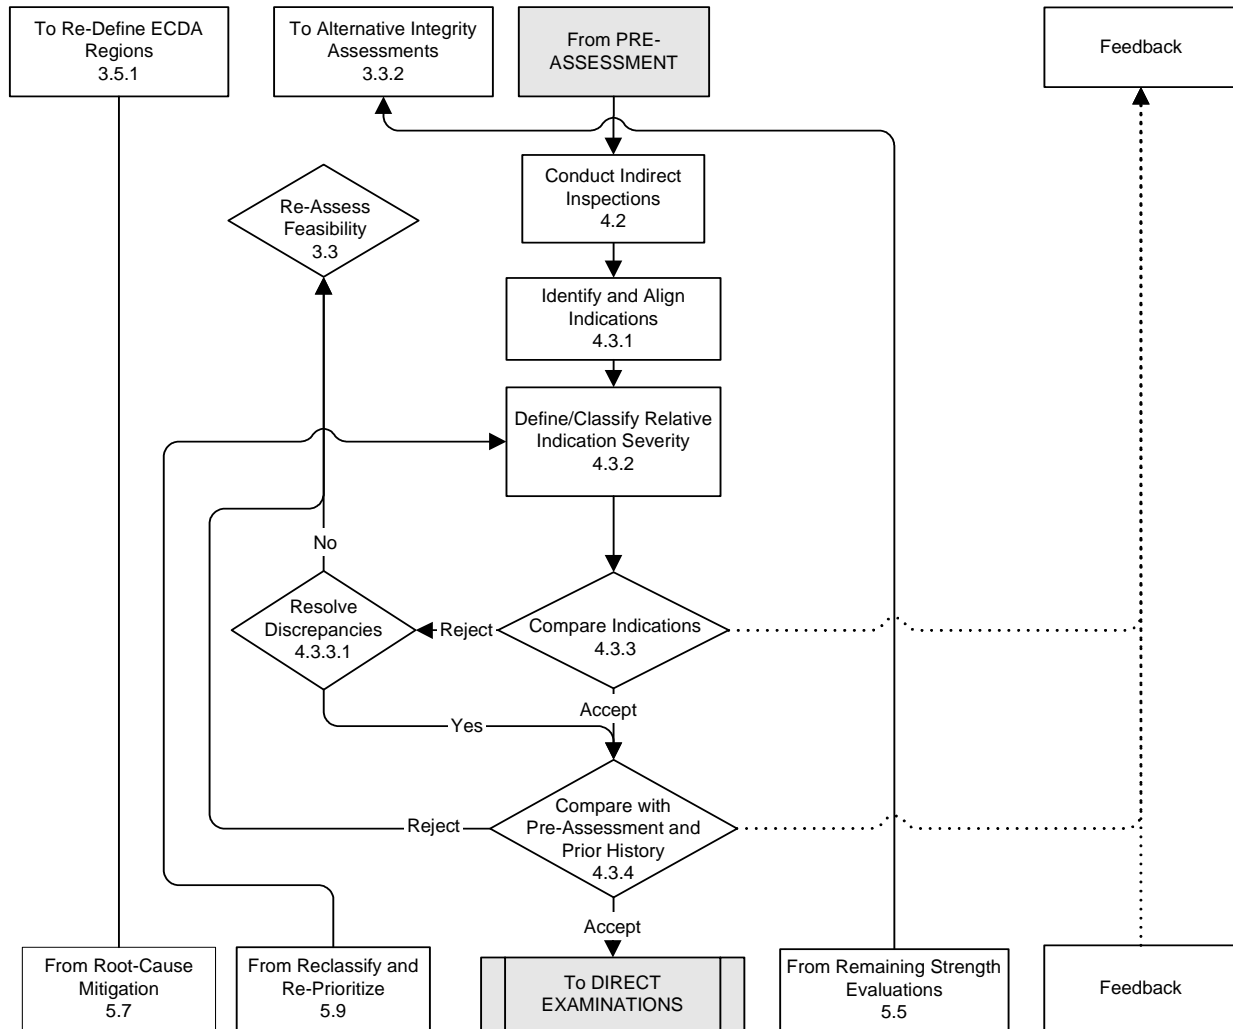 To Re-Define ECDA
Regions
3.5.1
To Alternative Integrity
Assessments
3.3.2
From PRE-
ASSESSMENT
Feedback
Conduct Indirect
Inspections
4.2
Re-Assess
Feasibility
3.3
Identify and Align
Indications
4.3.1
Define/Classify Relative
Indication Severity
4.3.2
No
Resolve
Discrepancies
4.3.3.1
Reject
Compare Indications
4.3.3
Accept
Yes
Compare with
Pre-Assessment and
Prior History
4.3.4
Reject
Accept
From Root-Cause
Mitigation
5.7
From Reclassify and
Re-Prioritize
5.9
To DIRECT
EXAMINATIONS
From Remaining Strength
Evaluations
5.5
Feedback